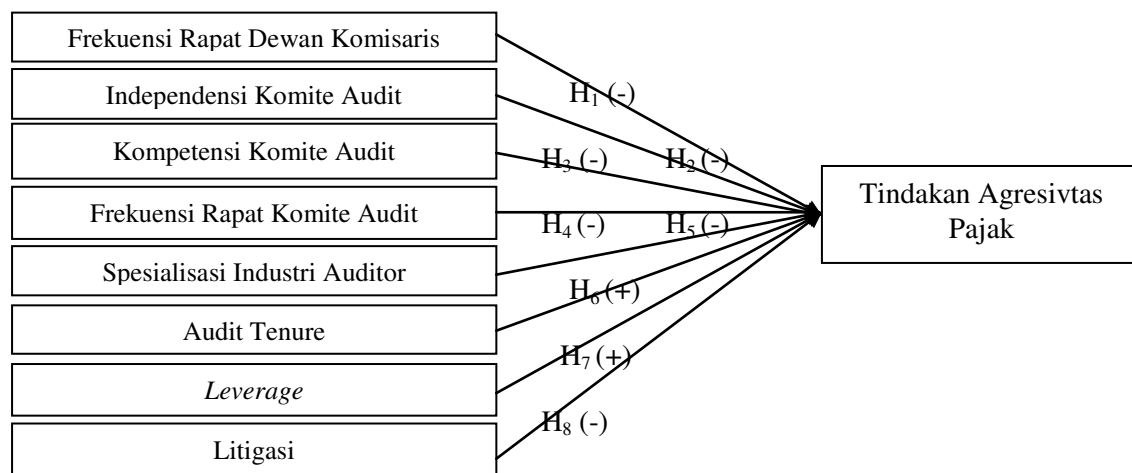 Frekuensi Rapat Dewan Komisaris
H₁ (-)
Independensi Komite Audit
Kompetensi Komite Audit
H₃ (-) H₂ (-)
Tindakan Agresivtas
Pajak
Frekuensi Rapat Komite Audit
H₄ (-) H₅ (-)
Spesialisasi Industri Auditor
H₆ (+)
Audit Tenure
H₇ (+)
Leverage
H₈ (-)
Litigasi